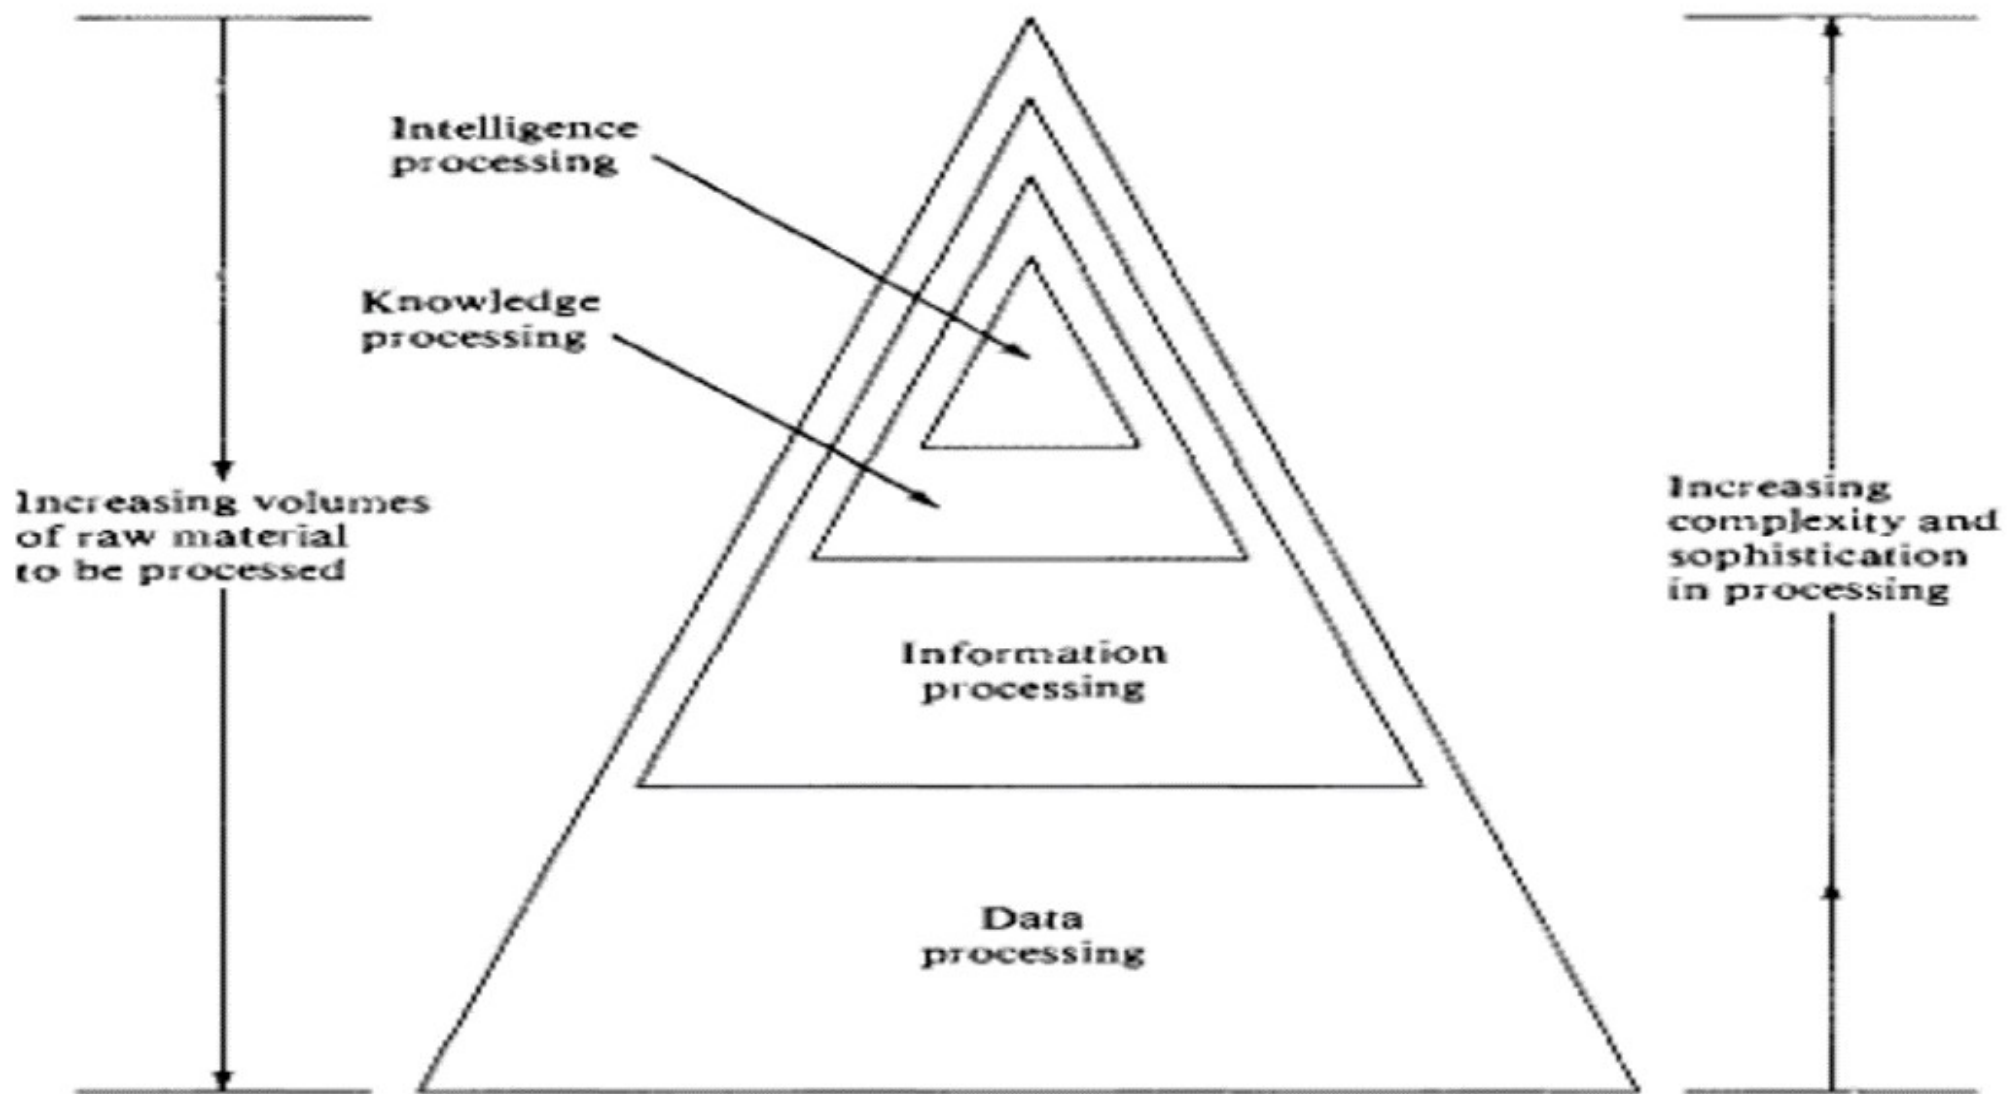 Intelligence
processing
Knowledge
processing
Increasing volumes
of raw material
to be processed
Increasing
complexity and
sophistication
in processing
Information
processing
Data
processing